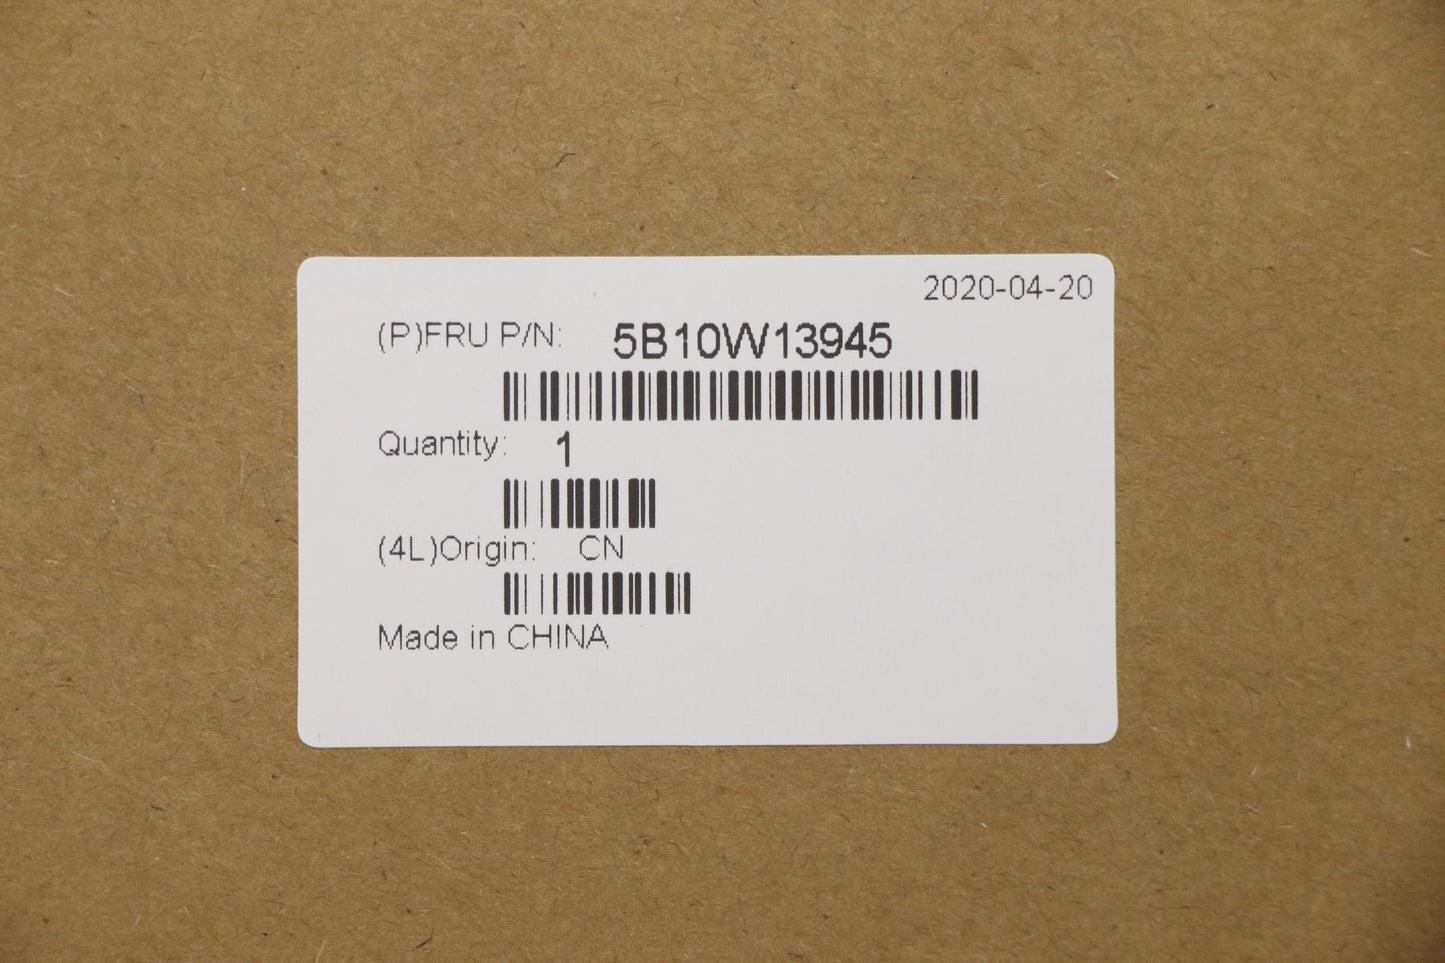 2020-04-20
(P)FRU P/N: 5B10W13945
Quantity: 1
(4L)Origin: CN
Made in CHINA